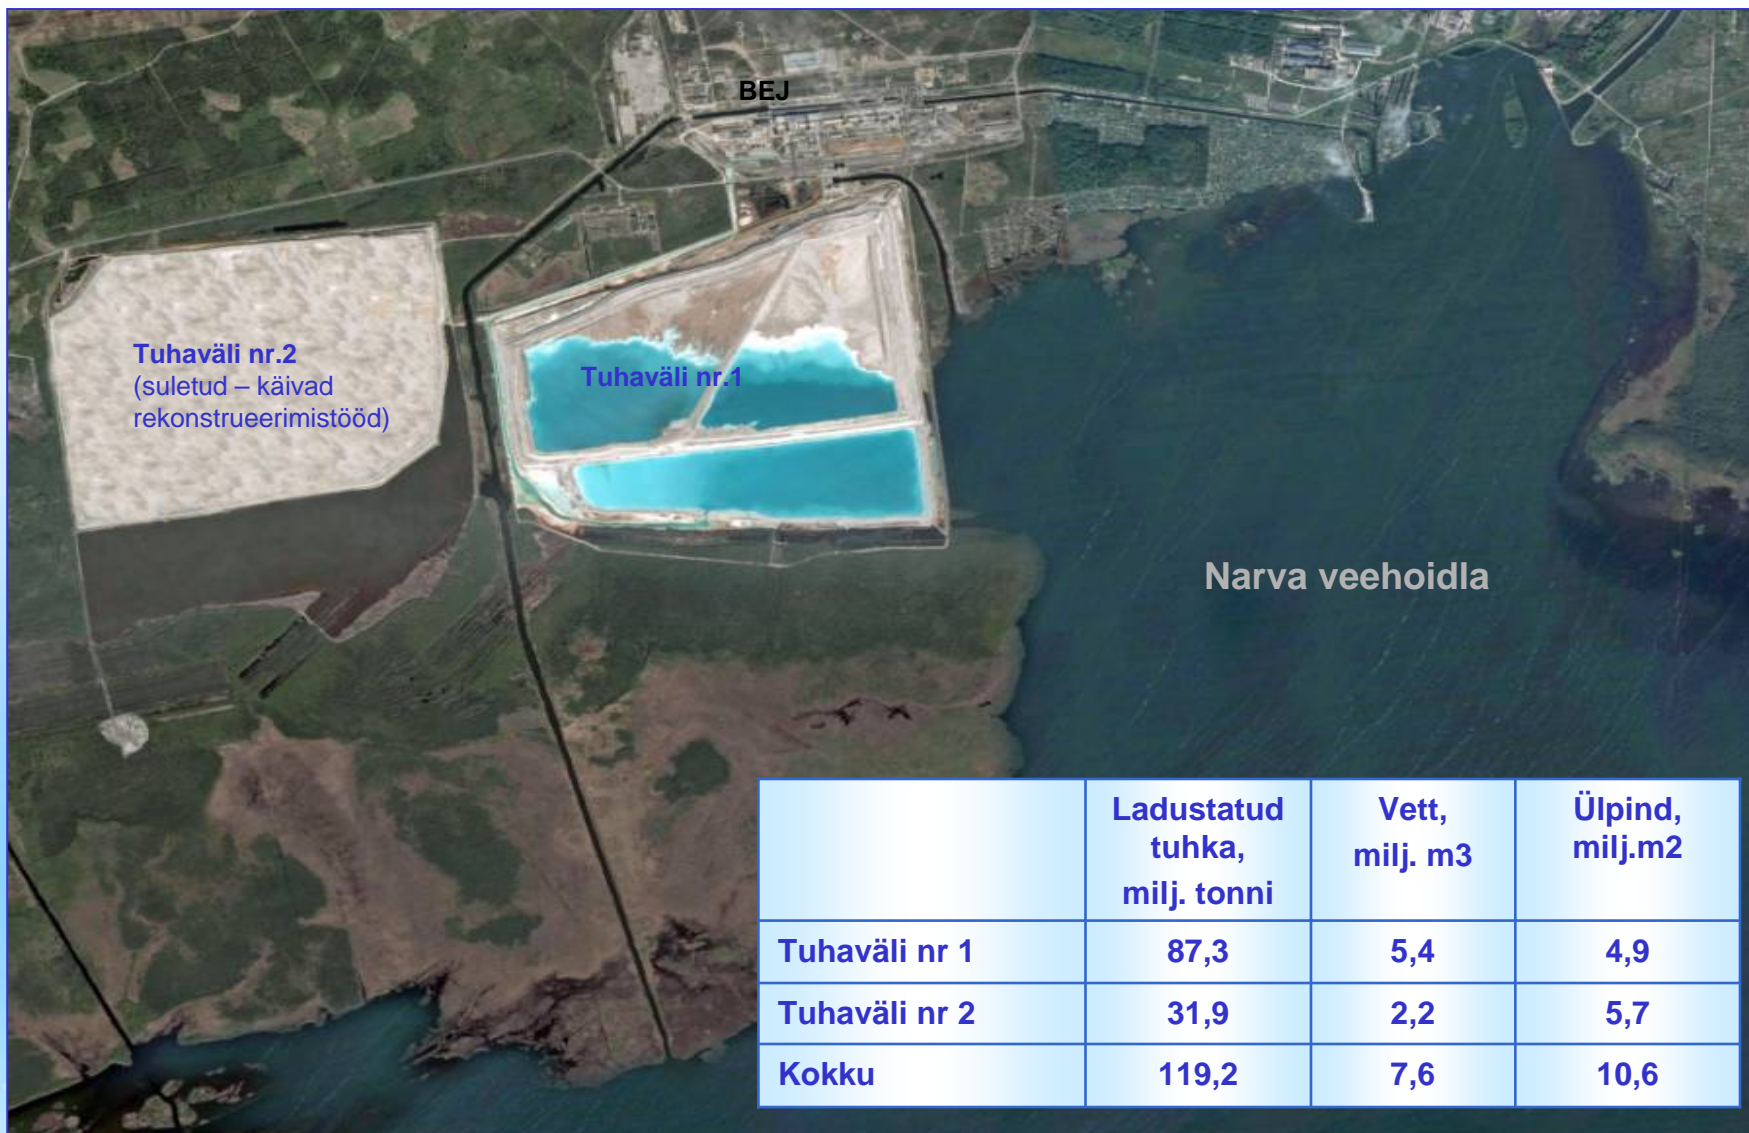 BEJ
Tuhaväli nr.2
(suletud – käivad
rekonstrueerimistööd)
Tuhaväli nr.1
Narva veehoidla
Ladustatud tuhka, milj. tonni Vett, milj. m3 Ülpind, milj.m2
Tuhaväli nr 1 87,3 5,4 4,9
Tuhaväli nr 2 31,9 2,2 5,7
Kokku 119,2 7,6 10,6